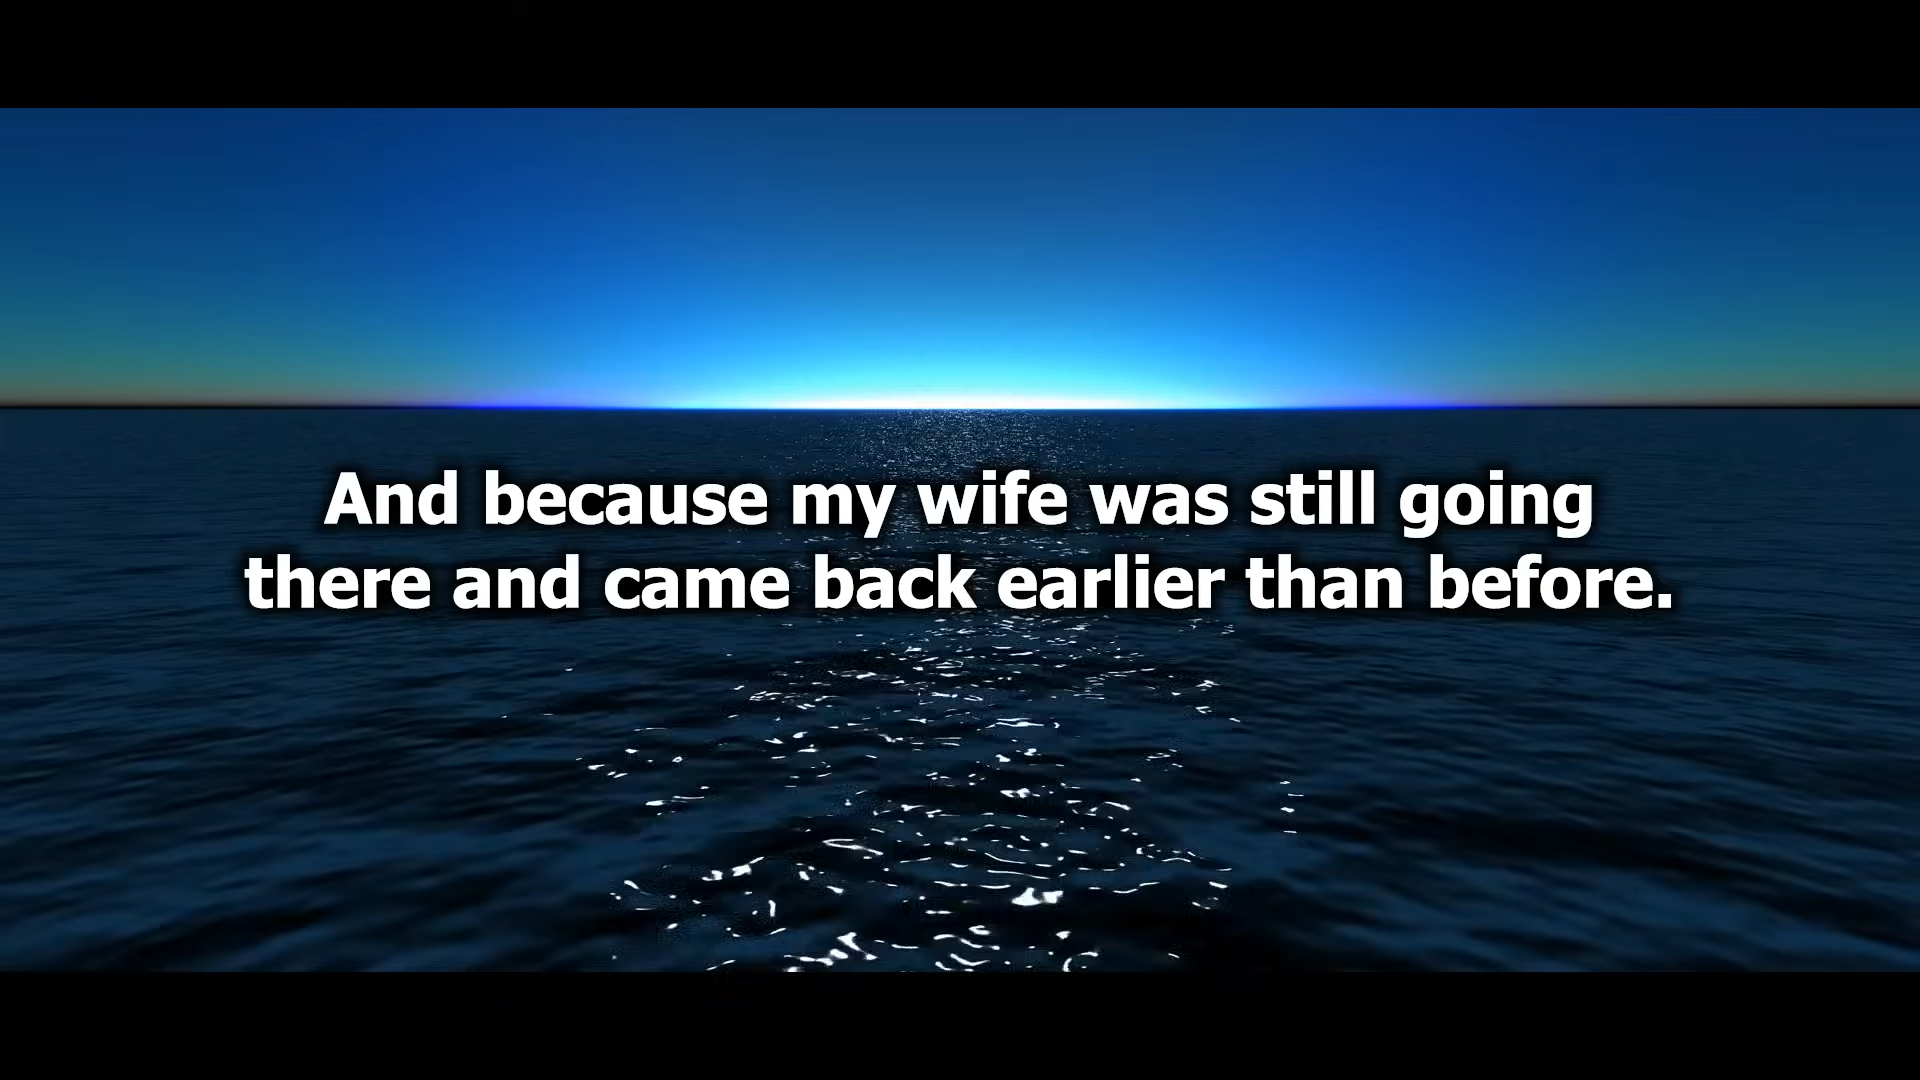 And because my wife was still going
there and came back earlier than before.